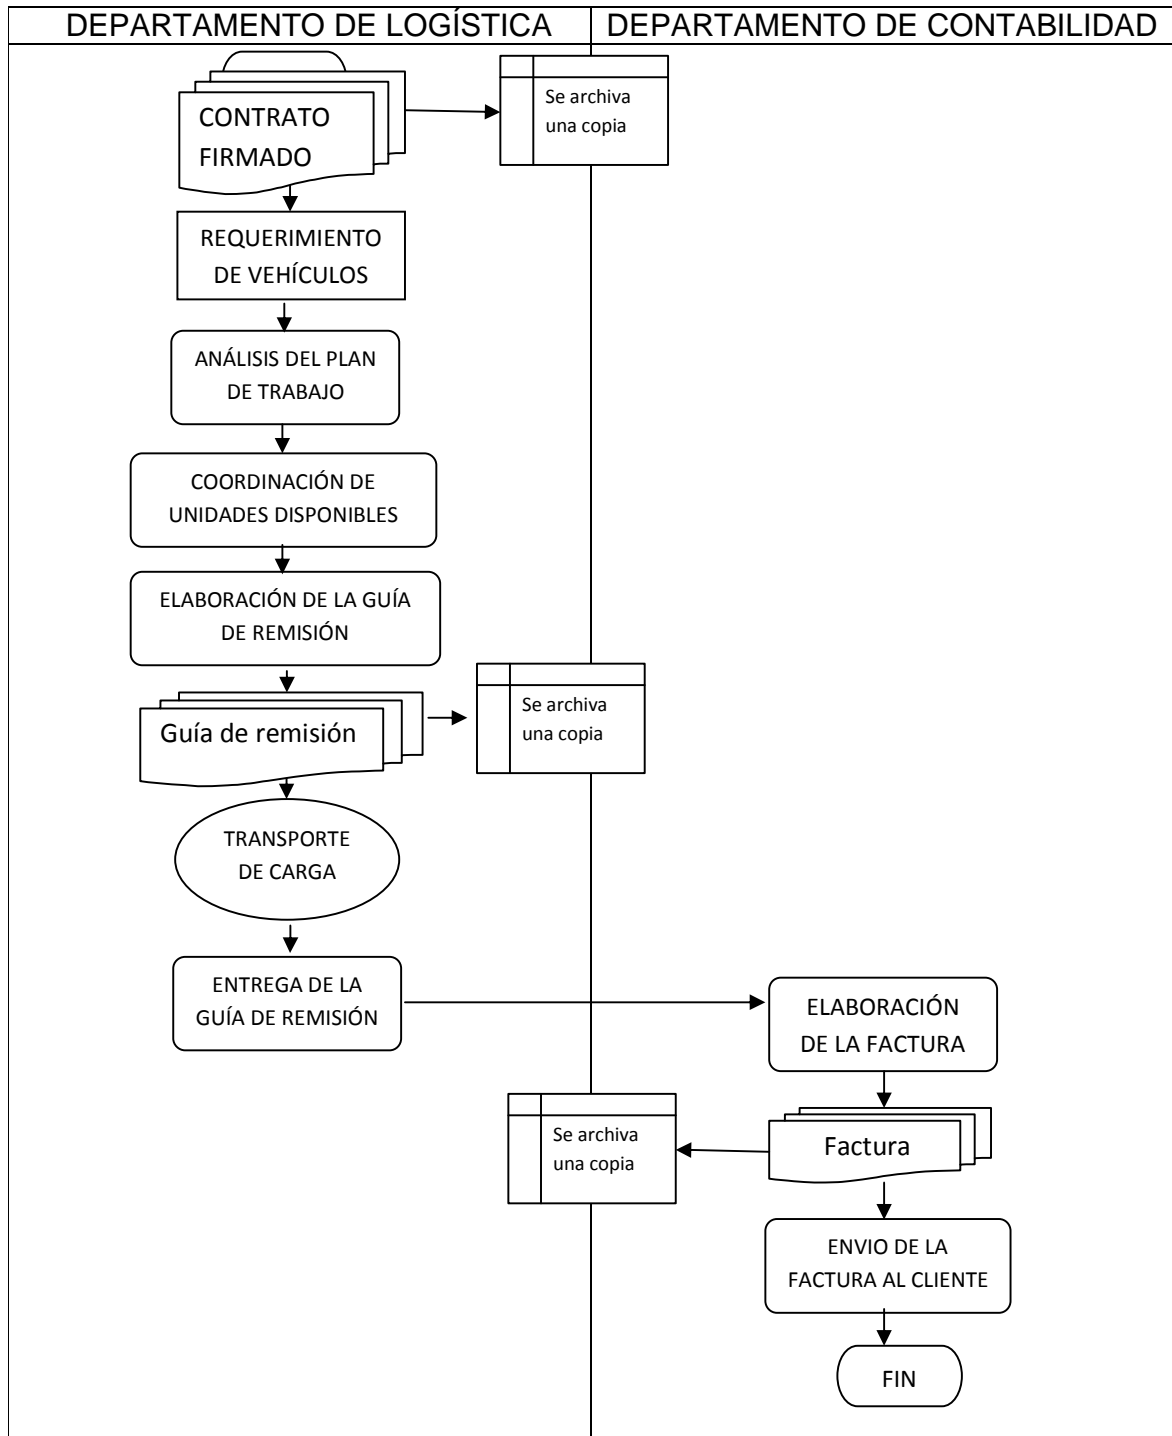 DEPARTAMENTO DE LOGÍSTICA
DEPARTAMENTO DE CONTABILIDAD
CONTRATO
FIRMADO
Se archiva
una copia
REQUERIMIENTO
DE VEHÍCULOS
ANÁLISIS DEL PLAN
DE TRABAJO
COORDINACIÓN DE
UNIDADES DISPONIBLES
ELABORACIÓN DE LA GUÍA
DE REMISIÓN
Guía de remisión
Se archiva
una copia
TRANSPORTE
DE CARGA
ENTREGA DE LA
GUÍA DE REMISIÓN
ELABORACIÓN
DE LA FACTURA
Factura
Se archiva
una copia
ENVIO DE LA
FACTURA AL CLIENTE
FIN